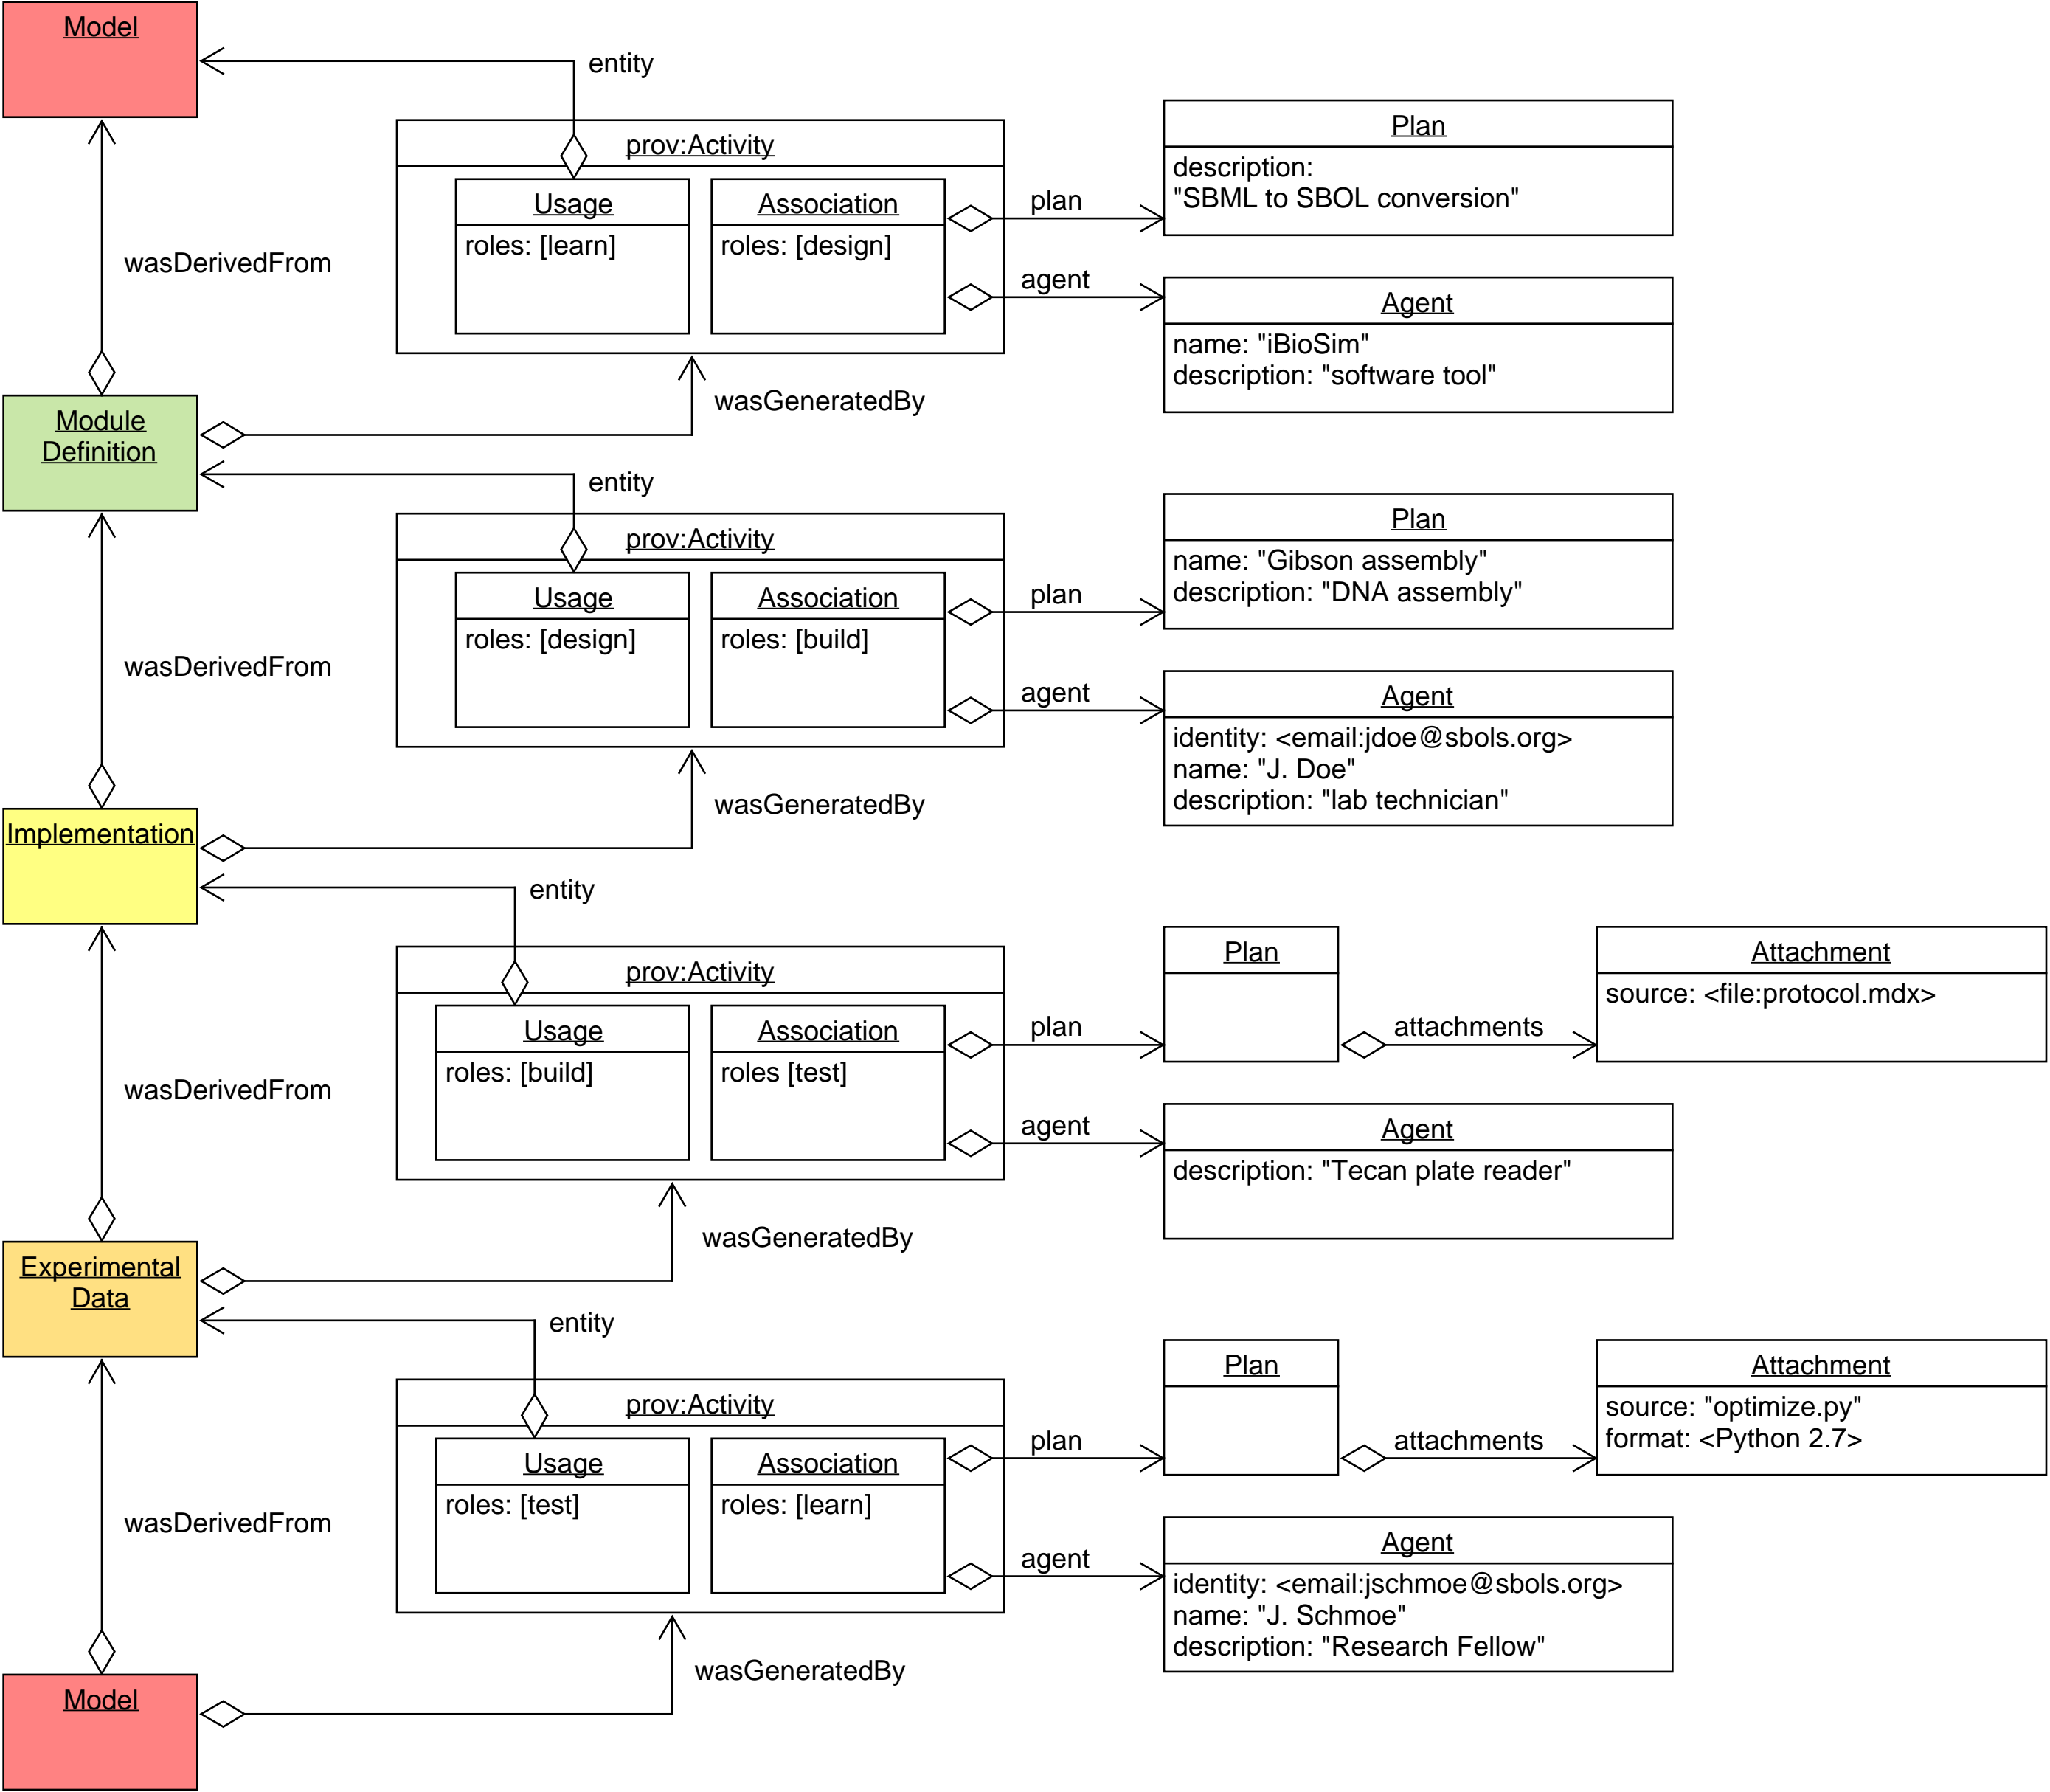 Model
entity
prov:Activity
Usage
roles: [learn]
Association
roles: [design]
plan
agent
Plan
description:
"SBML to SBOL conversion"
Agent
name: "iBioSim"
description: "software tool"
wasDerivedFrom
wasGeneratedBy
Module
Definition
entity
prov:Activity
Usage
roles: [design]
Association
roles: [build]
plan
agent
Plan
name: "Gibson assembly"
description: "DNA assembly"
Agent
identity: <email:jdoe@sbols.org>
name: "J. Doe"
description: "lab technician"
wasDerivedFrom
wasGeneratedBy
Implementation
entity
prov:Activity
Usage
roles: [build]
Association
roles [test]
plan
agent
Plan
attachments
Attachment
source: <file:protocol.mdx>
Agent
description: "Tecan plate reader"
wasDerivedFrom
wasGeneratedBy
Experimental
Data
entity
prov:Activity
Usage
roles: [test]
Association
roles: [learn]
plan
agent
Plan
attachments
Attachment
source: "optimize.py"
format: <Python 2.7>
Agent
identity: <email:jschmoe@sbols.org>
name: "J. Schmoe"
description: "Research Fellow"
wasDerivedFrom
wasGeneratedBy
Model